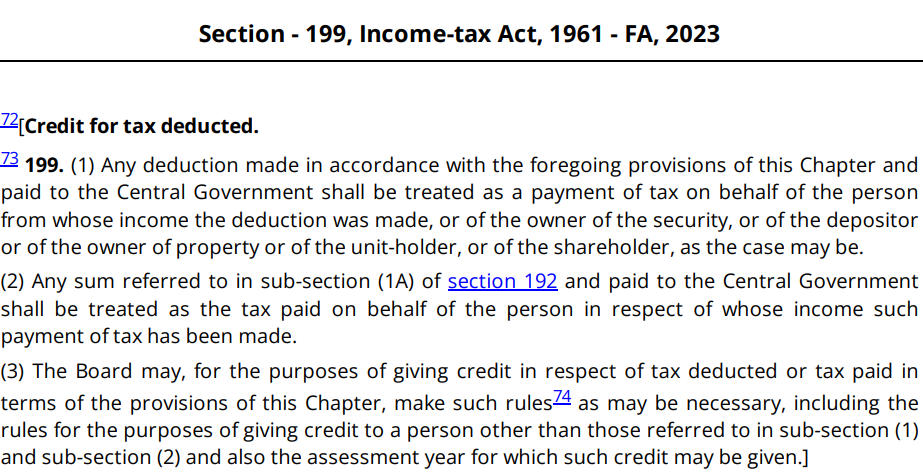 Section - 199, Income-tax Act, 1961 - FA, 2023
72[Credit for tax deducted.
73 199. (1) Any deduction made in accordance with the foregoing provisions of this Chapter and
paid to the Central Government shall be treated as a payment of tax on behalf of the person
from whose income the deduction was made, or of the owner of the security, or of the depositor
or of the owner of property or of the unit-holder, or of the shareholder, as the case may be.
(2) Any sum referred to in sub-section (1A) of section 192 and paid to the Central Government
shall be treated as the tax paid on behalf of the person in respect of whose income such
payment of tax has been made.
(3) The Board may, for the purposes of giving credit in respect of tax deducted or tax paid in
terms of the provisions of this Chapter, make such rules74 as may be necessary, including the
rules for the purposes of giving credit to a person other than those referred to in sub-section (1)
and sub-section (2) and also the assessment year for which such credit may be given.]